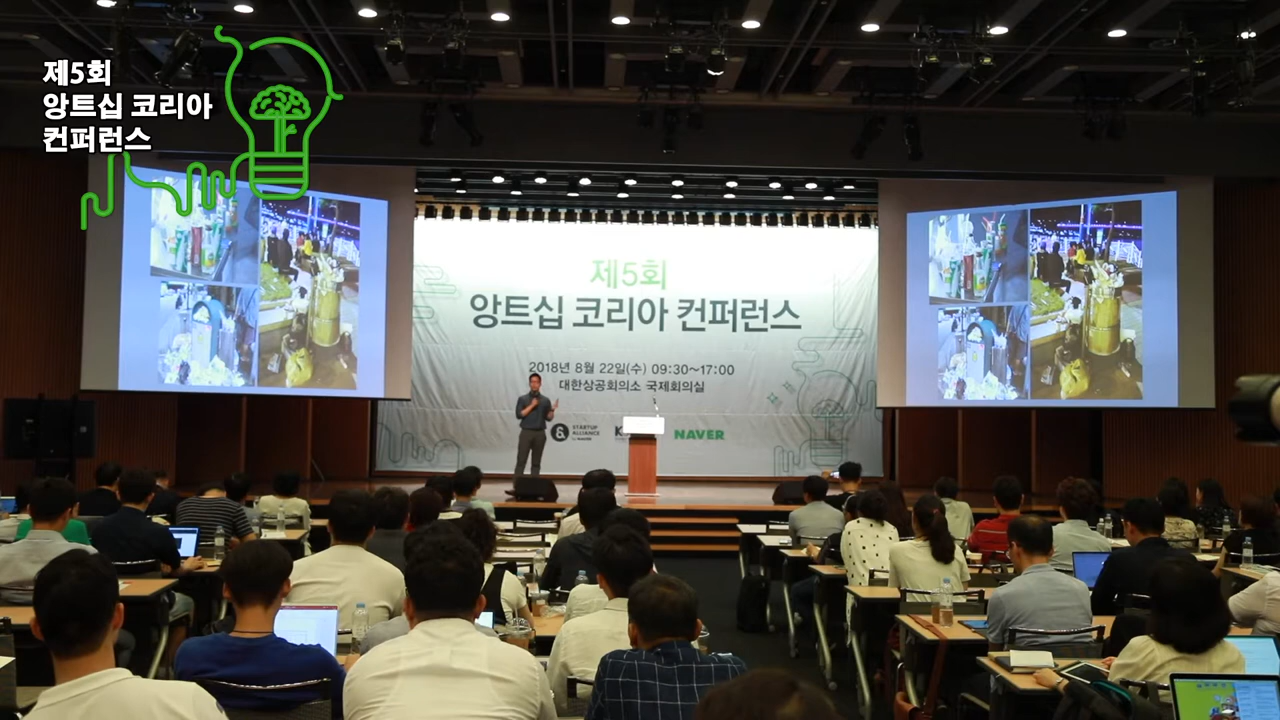 제5회
앙트십 코리아
컨퍼런스
제5회
앙트십 코리아 컨퍼런스
2018년 8월 22일(수) 09:30~17:00
대한상공회의소 국제회의실
STARTUP
ALLIANCE
NAVER